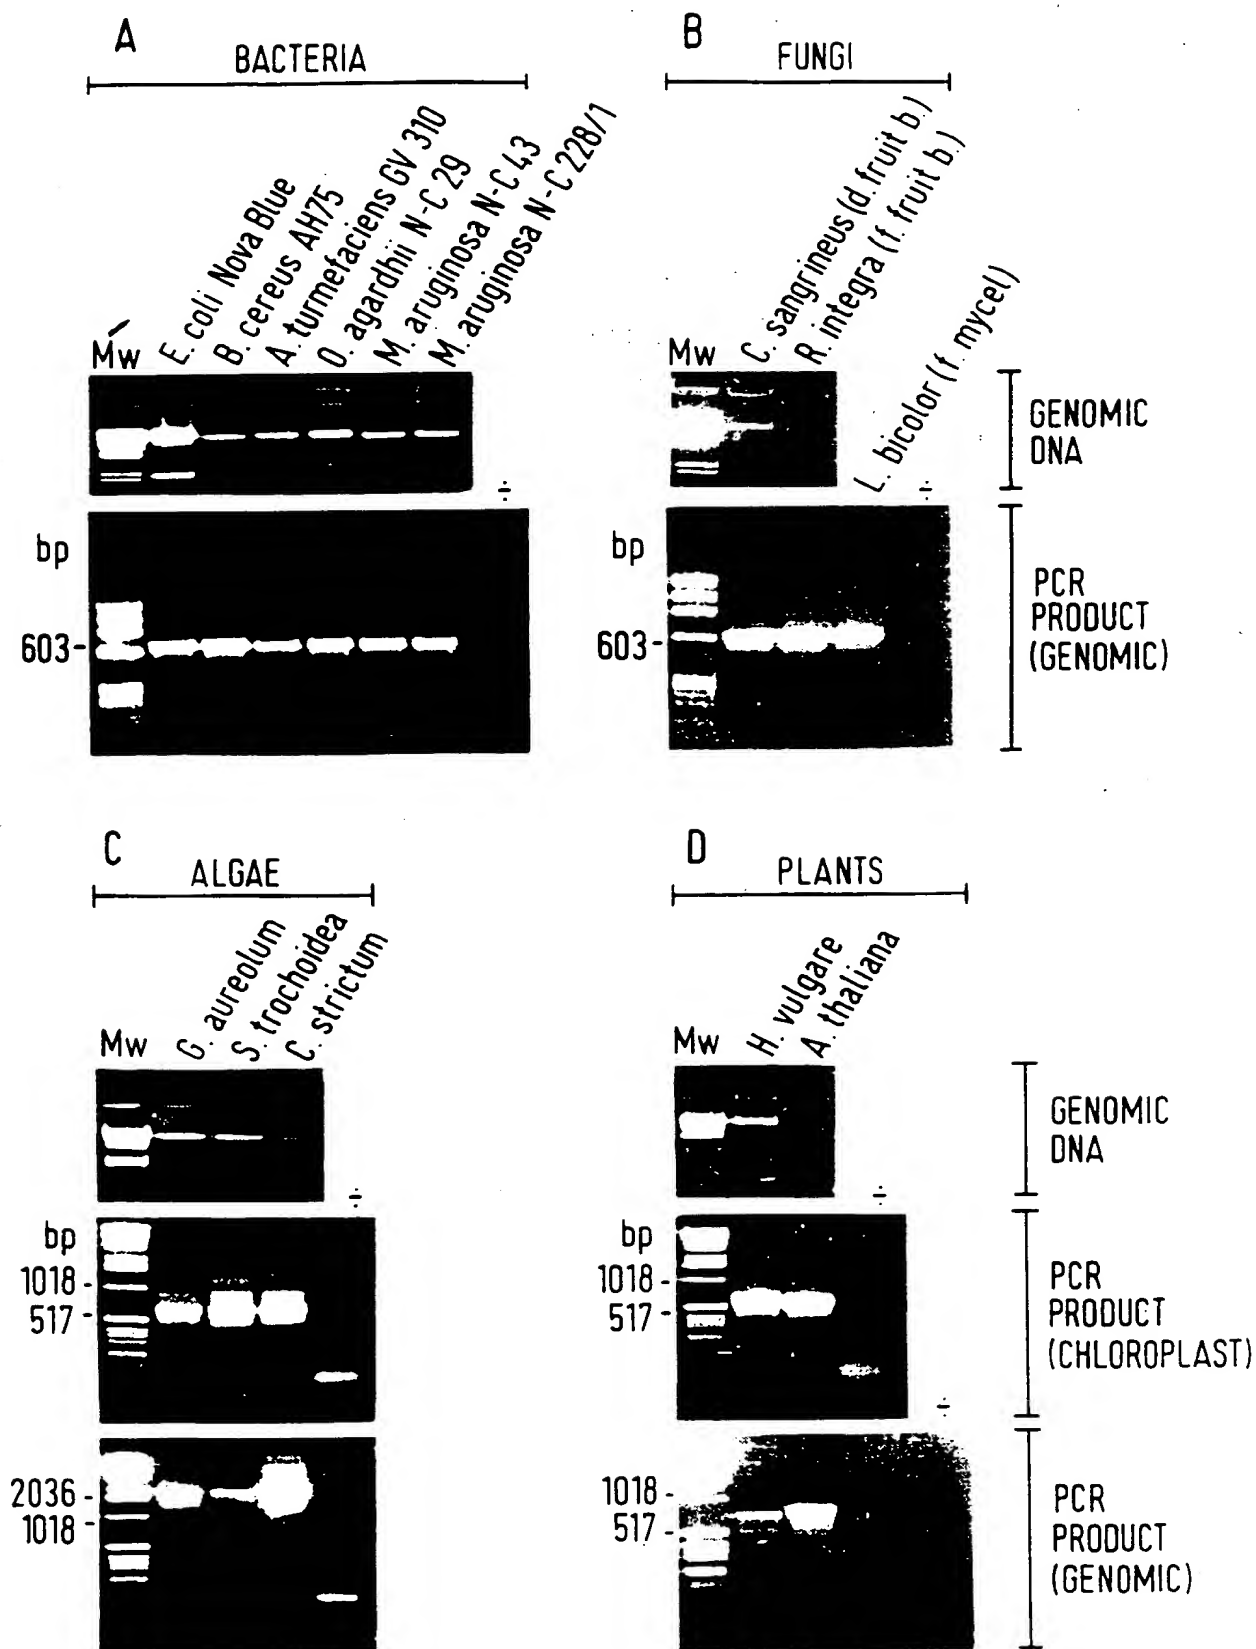 A
BACTERIA
Mw
E. coli Nova Blue
B. cereus AH75
A. turmefaciens GV 310
O. agardhii N-C 29
M. aruginosa N-C 43
M. aruginosa N-C 228/1
÷
bp
603-
B
FUNGI
Mw
C. sangrineus (d. fruit b.)
R. integra (f. fruit b.)
L. bicolor (f. mycel)
÷
GENOMIC
DNA
bp
603-
PCR
PRODUCT
(GENOMIC)
C
ALGAE
Mw
G. aureolum
S. trochoidea
C. strictum
÷
bp
1018-
517-
2036-
1018-
D
PLANTS
Mw
H. vulgare
A. thaliana
÷
GENOMIC
DNA
bp
1018-
517-
PCR
PRODUCT
(CHLOROPLAST)
÷
1018-
517-
PCR
PRODUCT
(GENOMIC)